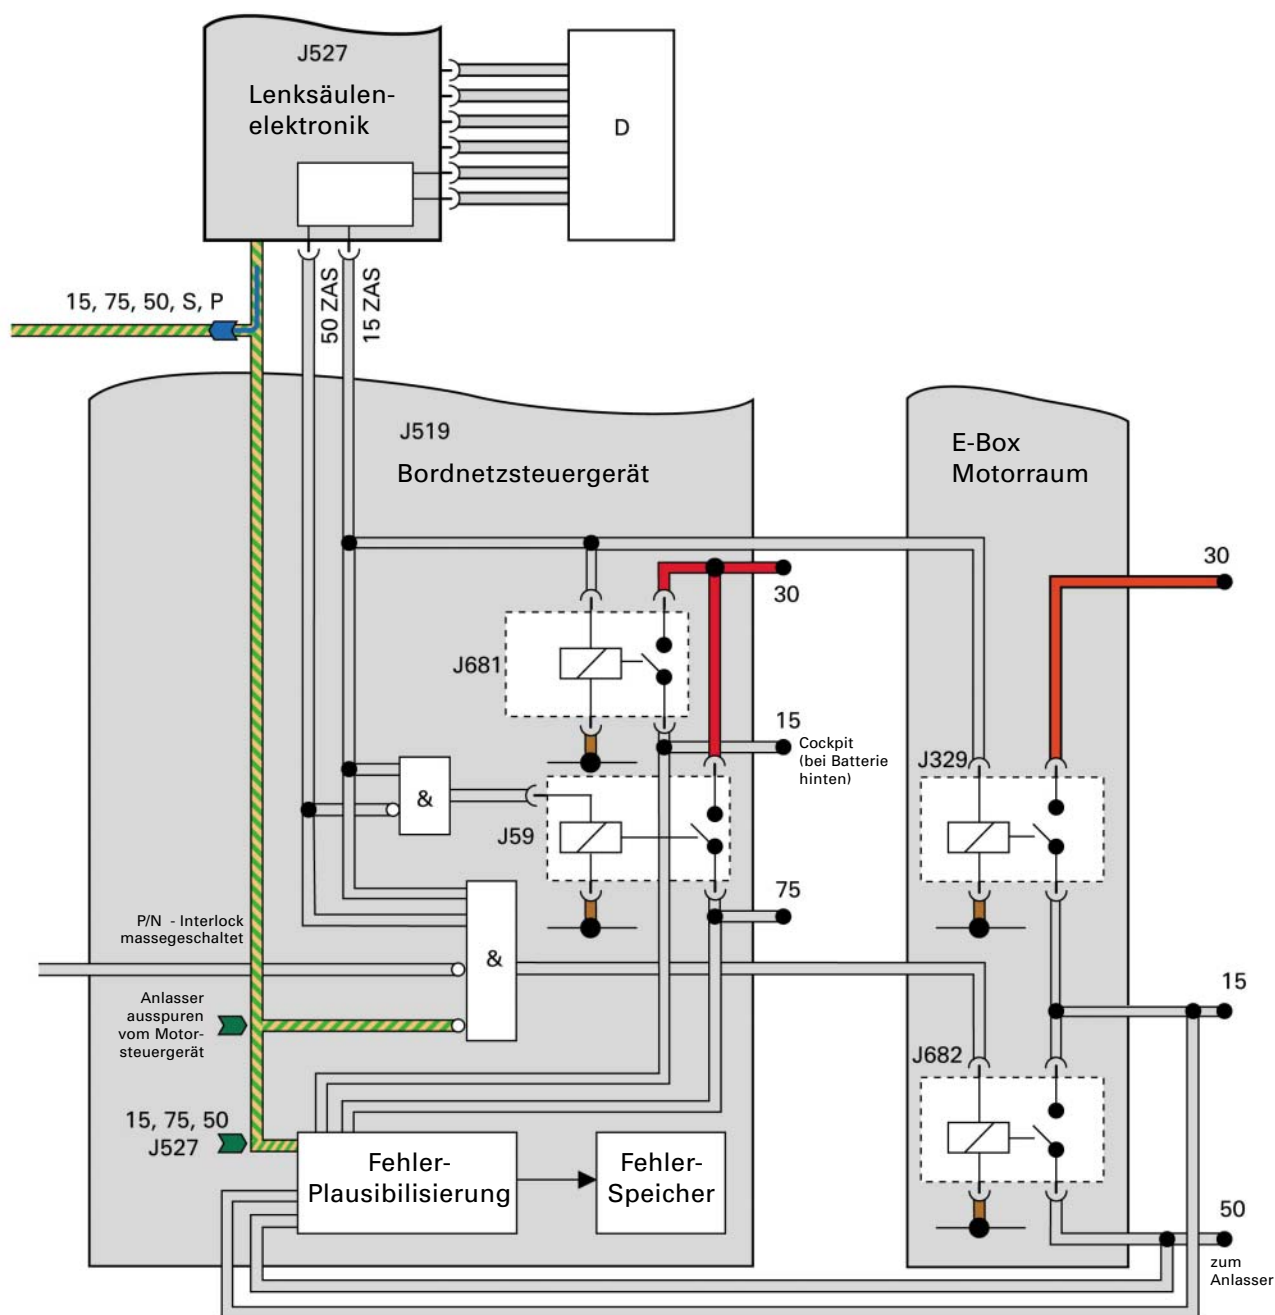 J527
Lenksäulen-
elektronik
D
15, 75, 50, S, P
50 ZAS
15 ZAS
J519
Bordnetzsteuergerät
E-Box
Motorraum
30
30
J681
15
Cockpit
(bei Batterie
hinten)
J329
&
J59
75
P/N - Interlock
massegeschaltet
&
15
Anlasser
ausspuren
vom Motor-
steuergerät
J682
15, 75, 50
J527
Fehler-
Plausibilisierung
Fehler-
Speicher
50
zum
Anlasser